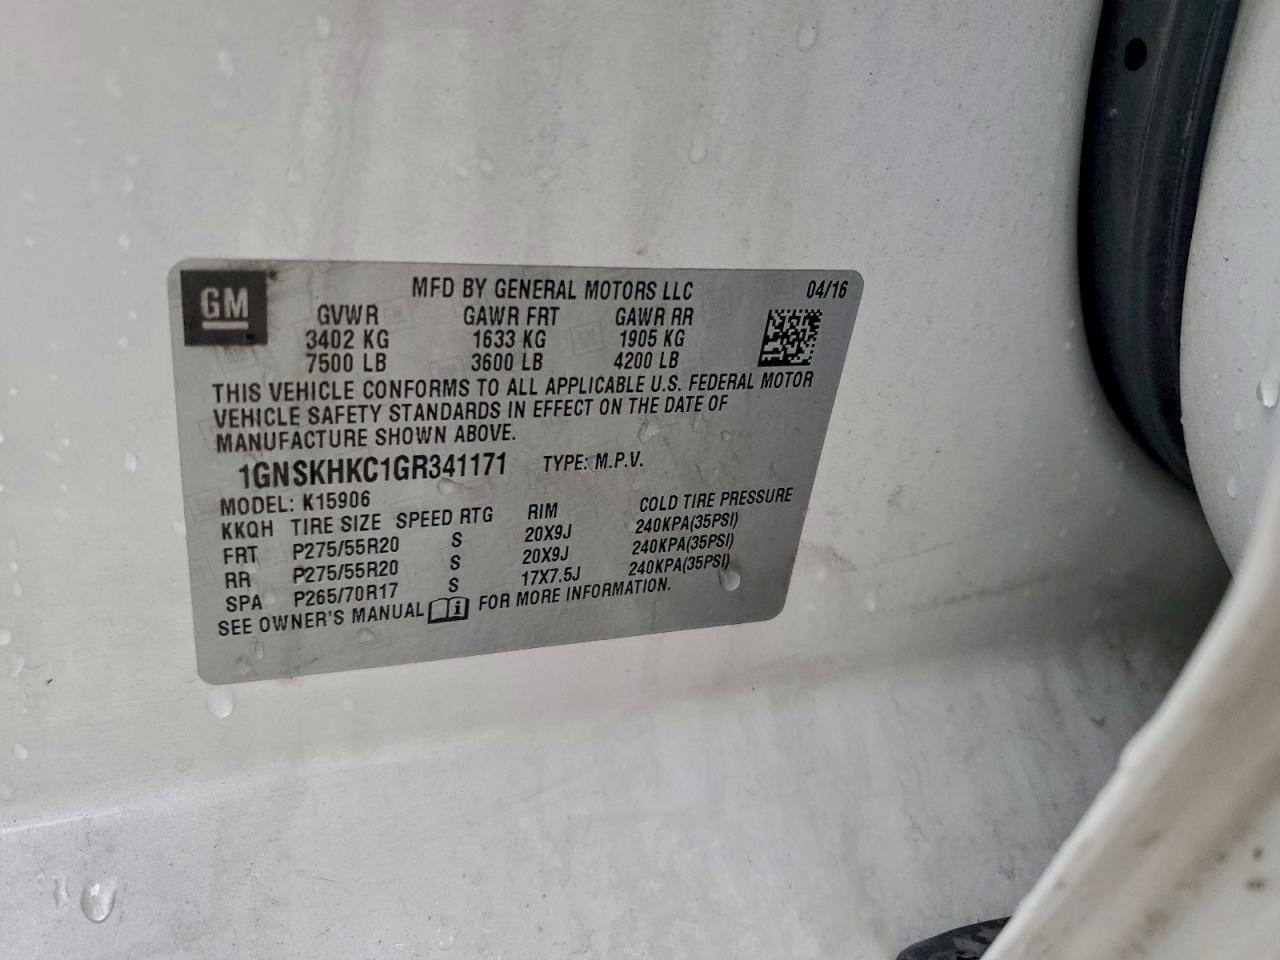 GM
MFD BY GENERAL MOTORS LLC 04/16
GVWR GAWR FRT GAWR RR
3402 KG 1633 KG 1905 KG
7500 LB 3600 LB 4200 LB
THIS VEHICLE CONFORMS TO ALL APPLICABLE U.S. FEDERAL MOTOR
VEHICLE SAFETY STANDARDS IN EFFECT ON THE DATE OF
MANUFACTURE SHOWN ABOVE.
1GNSKHKC1GR341171 TYPE: M.P.V.
MODEL: K15906
KKQH TIRE SIZE SPEED RTG RIM COLD TIRE PRESSURE
FRT P275/55R20 S 20X9J 240KPA(35PSI)
RR P275/55R20 S 20X9J 240KPA(35PSI)
SPA P265/70R17 S 17X7.5J 240KPA(35PSI)
SEE OWNER'S MANUAL FOR MORE INFORMATION.